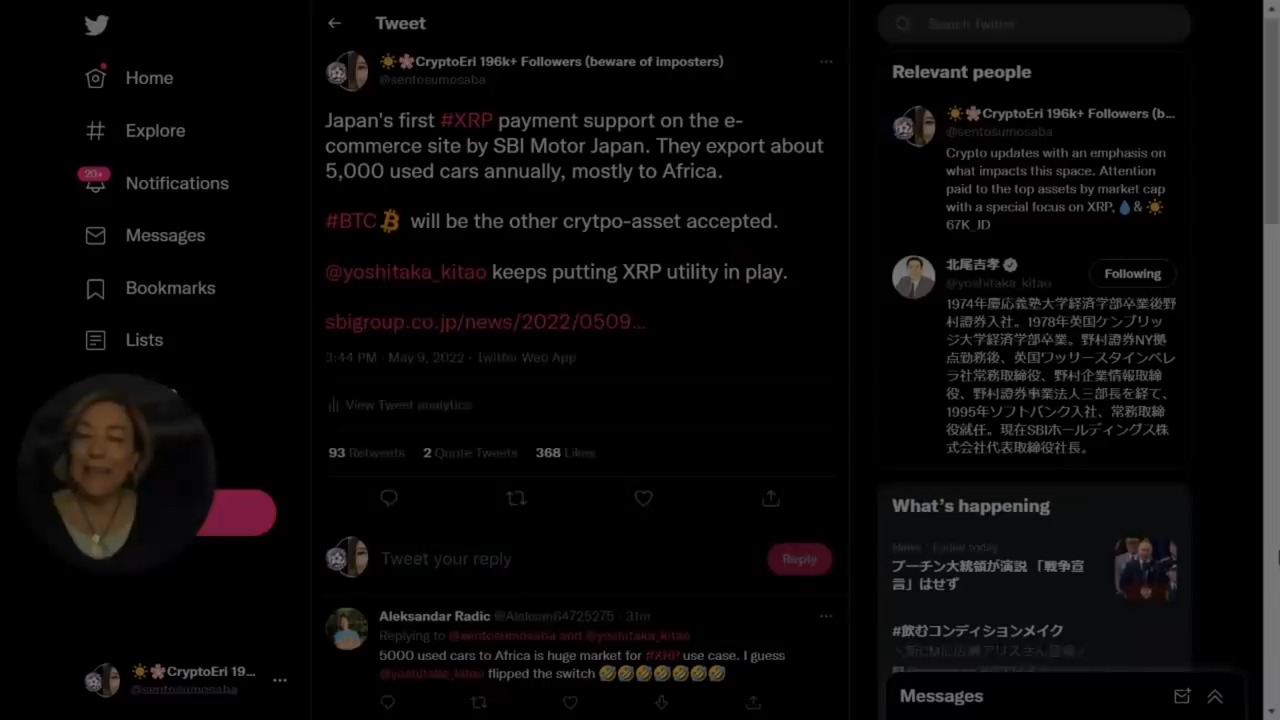 Home
Explore
20+
Notifications
Messages
Bookmarks
Lists
☀️🌸CryptoEri 19...
@sentosumosaba
Tweet
☀️🌸CryptoEri 196k+ Followers (beware of imposters)
@sentosumosaba
Japan's first #XRP payment support on the e-
commerce site by SBI Motor Japan. They export about
5,000 used cars annually, mostly to Africa.
#BTC will be the other crytpo-asset accepted.
@yoshitaka_kitao keeps putting XRP utility in play.
sbigroup.co.jp/news/2022/0509...
3:44 PM · May 9, 2022 · Twitter Web App
View Tweet analytics
93 Retweets 2 Quote Tweets 368 Likes
Tweet your reply
Reply
Aleksandar Radic @Aleksan64725275 · 31m
Replying to @sentosumosaba and @yoshitaka_kitao
5000 used cars to Africa is huge market for #XRP use case. I guess
@yoshitaka_kitao flipped the switch 🤣🤣🤣🤣🤣🤣🤣
Search Twitter
Relevant people
☀️🌸CryptoEri 196k+ Followers (b...
@sentosumosaba
Crypto updates with an emphasis on
what impacts this space. Attention
paid to the top assets by market cap
with a special focus on XRP,💧& ☀️
67K_JD
北尾吉孝
@yoshitaka_kitao
Following
1974年慶応義塾大学経済学部卒業後野
村證券入社。1978年英国ケンブリッ
ジ大学経済学部卒業。野村證券NY拠
点勤務後、英国ワッサースタインペレ
ラ社常務取締役、野村企業情報取締
役、野村證券事業法人三部長を経て、
1995年ソフトバンク入社、常務取締
役就任。現在SBIホールディングス株
式会社代表取締役社長。
What's happening
News · Earlier today
プーチン大統領が演説 「戦争宣
言」はせず
#飲むコンディションメイク
Messages